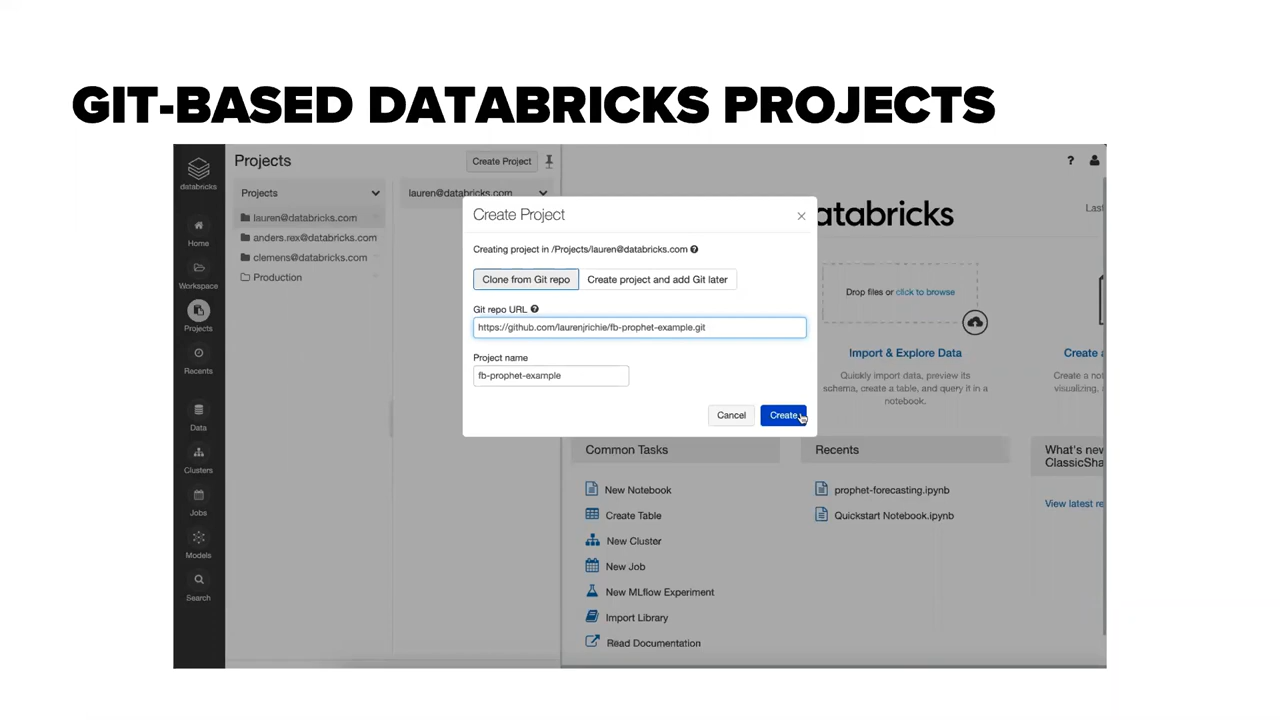 GIT-BASED DATABRICKS PROJECTS
databricks
Home
Workspace
Projects
Recents
Data
Clusters
Jobs
Models
Search
Projects
Create Project
Projects
lauren@databricks.com
anders.rex@databricks.com
clemens@databricks.com
Production
lauren@databricks.com
?
atabricks
Las
Create Project
×
Creating project in /Projects/lauren@databricks.com ?
Clone from Git repo
Create project and add Git later
Git repo URL ?
https://github.com/laurenjrichie/fb-prophet-example.git
Project name
fb-prophet-example
Cancel
Create
Drop files or click to browse
Import & Explore Data
Quickly import data, preview its
schema, create a table, and query it in a
notebook.
Create a
Create a no
visualizing,
Common Tasks
New Notebook
Create Table
New Cluster
New Job
New MLflow Experiment
Import Library
Read Documentation
Recents
prophet-forecasting.ipynb
Quickstart Notebook.ipynb
What's new
ClassicSha
View latest re